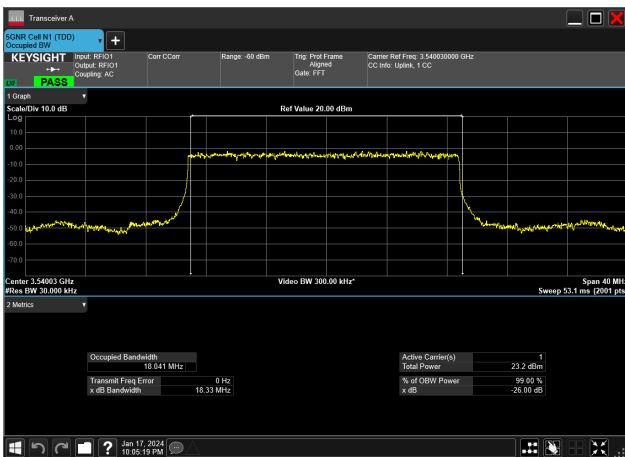 Transceiver A
5GNR Cell N1 (TDD)
Occupied BW
KEYSIGHT
LV
PASS
Input: RFIO1
Output: RFIO1
Coupling: AC
Corr CCorr
Range: -60 dBm
Trig: Prot Frame
Aligned
Gate: FFT
Carrier Ref Freq: 3.540030000 GHz
CC Info: Uplink, 1 CC
1 Graph
Scale/Div 10.0 dB
Ref Value 20.00 dBm
Log
10.0
0.00
-10.0
-20.0
-30.0
-40.0
-50.0
-60.0
-70.0
Center 3.54003 GHz
#Res BW 30.000 kHz
Video BW 300.00 kHz*
Span 40 MHz
Sweep 53.1 ms (2001 pts
2 Metrics
Occupied Bandwidth
18.041 MHz
Transmit Freq Error 0 Hz
x dB Bandwidth 18.33 MHz
Active Carrier(s) 1
Total Power 23.2 dBm
% of OBW Power 99.00 %
x dB -26.00 dB
Jan 17, 2024
10:05:19 PM